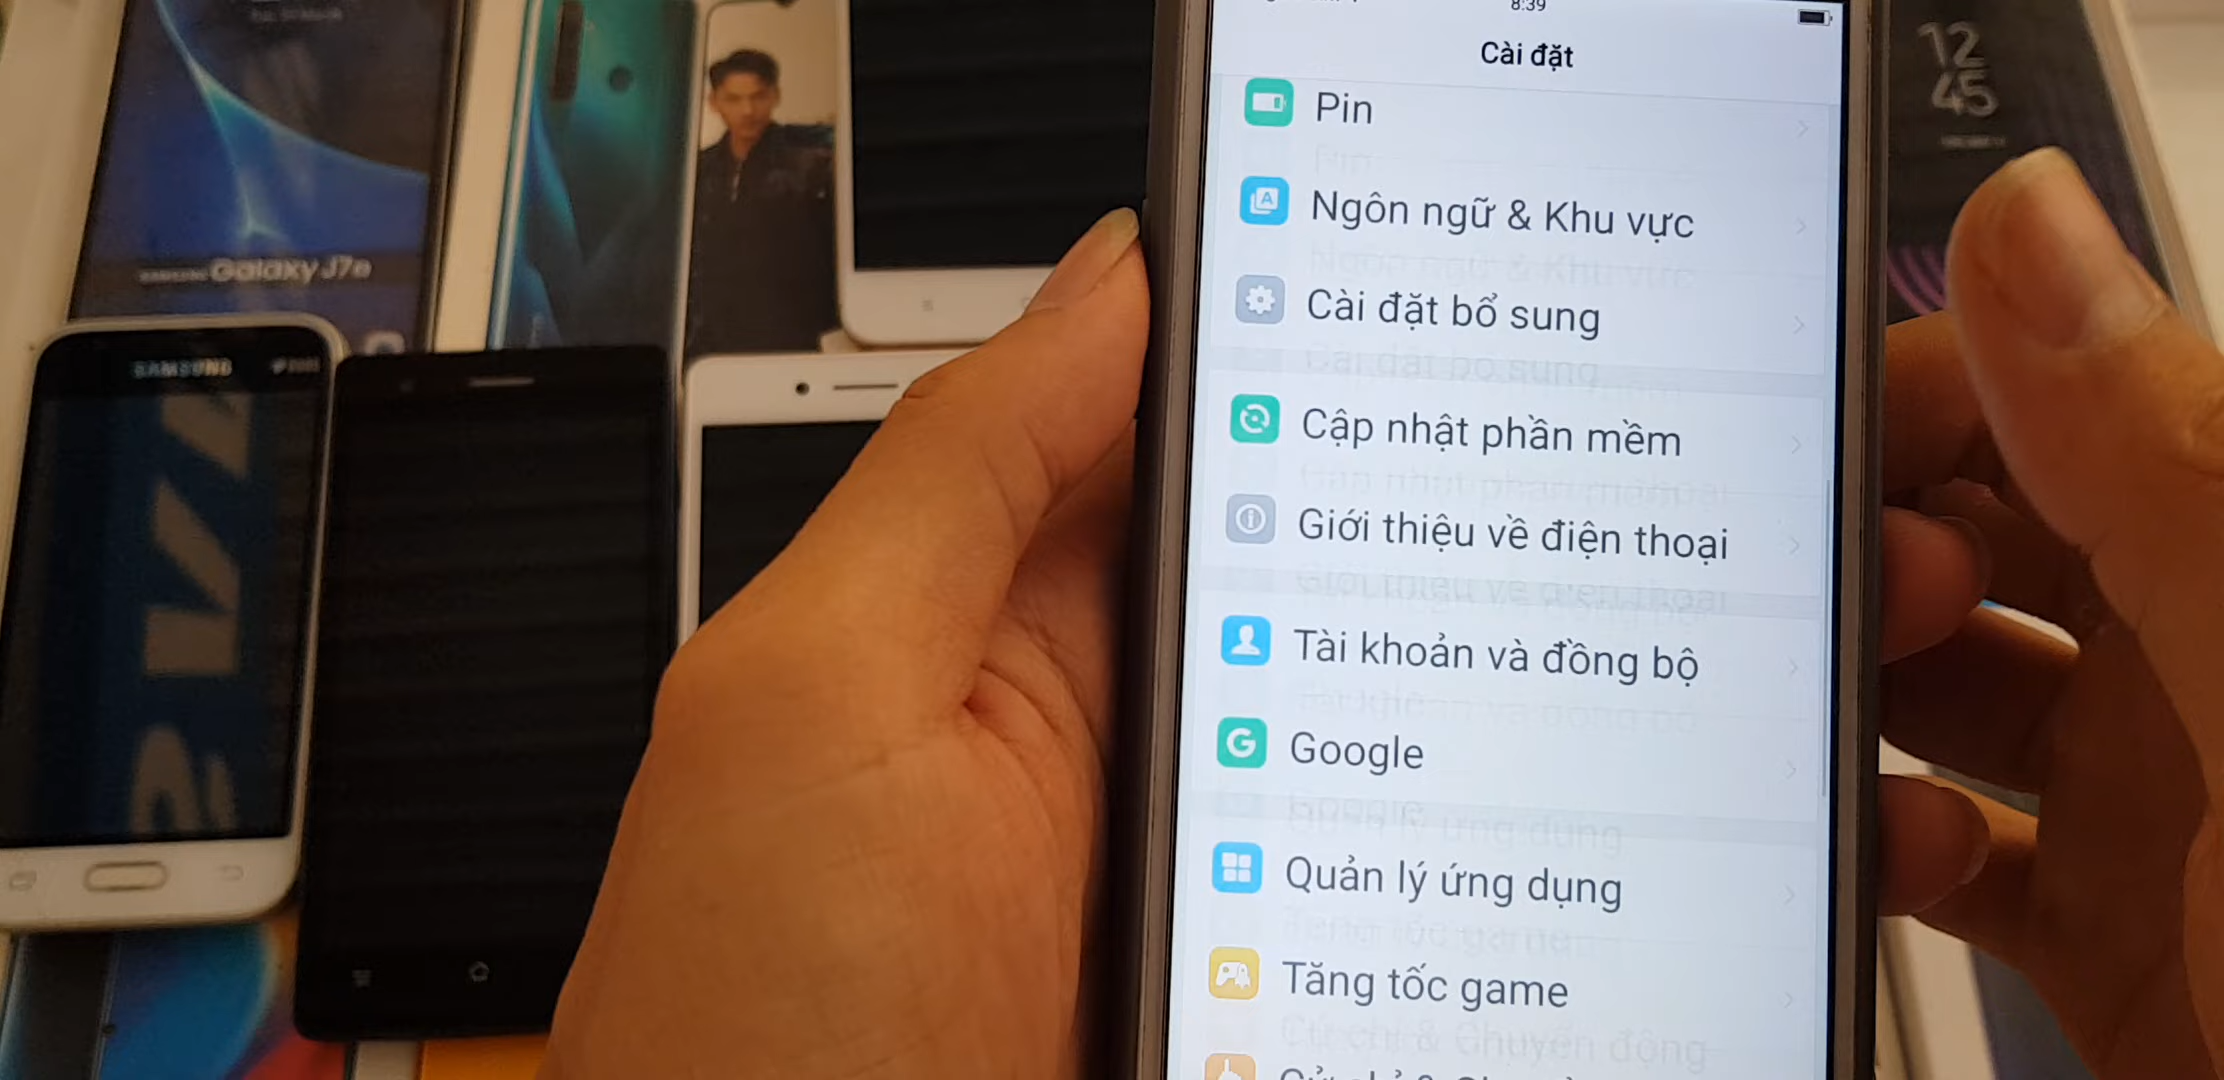 8:39
Cài đặt
Pin
Ngôn ngữ & Khu vực
Cài đặt bổ sung
Cập nhật phần mềm
Giới thiệu về điện thoại
Tài khoản và đồng bộ
Google
Quản lý ứng dụng
Tăng tốc game
12
45
Galaxy J7
SAMSUNG